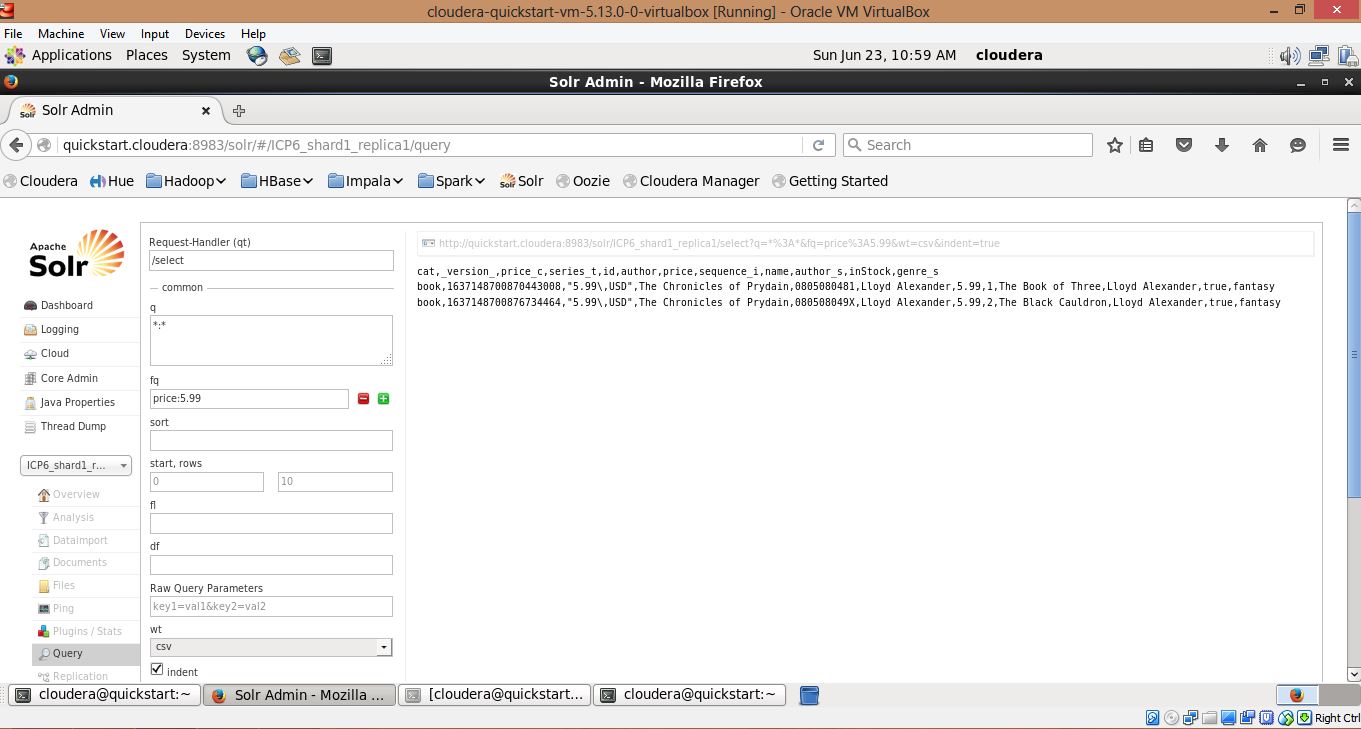 cloudera-quickstart-vm-5.13.0-0-virtualbox [Running] - Oracle VM VirtualBox
File Machine View Input Devices Help
Applications Places System Sun Jun 23, 10:59 AM cloudera
Solr Admin - Mozilla Firefox
Solr Admin
quickstart.cloudera:8983/solr/#/ICP6_shard1_replica1/query Search
Cloudera Hue Hadoop HBase Impala Spark Solr Oozie Cloudera Manager Getting Started
Apache
Solr
Dashboard
Logging
Cloud
Core Admin
Java Properties
Thread Dump
ICP6_shard1_r...
Overview
Analysis
Dataimport
Documents
Files
Ping
Plugins / Stats
Query
Replication
Request-Handler (qt)
/select
common
q
*:*
fq
price:5.99
sort
start, rows
0 10
fl
df
Raw Query Parameters
key1=val1&key2=val2
wt
csv
indent
http://quickstart.cloudera:8983/solr/ICP6_shard1_replica1/select?q=*%3A*&fq=price%3A5.99&wt=csv&indent=true
cat,_version_,price_c,series_t,id,author,price,sequence_i,name,author_s,inStock,genre_s
book,1637148700870443008,"5.99\,USD",The Chronicles of Prydain,0805080481,Lloyd Alexander,5.99,1,The Book of Three,Lloyd Alexander,true,fantasy
book,1637148700876734464,"5.99\,USD",The Chronicles of Prydain,080508049X,Lloyd Alexander,5.99,2,The Black Cauldron,Lloyd Alexander,true,fantasy
cloudera@quickstart:~ Solr Admin - Mozilla ... [cloudera@quickstart... cloudera@quickstart:~
Right Ctrl